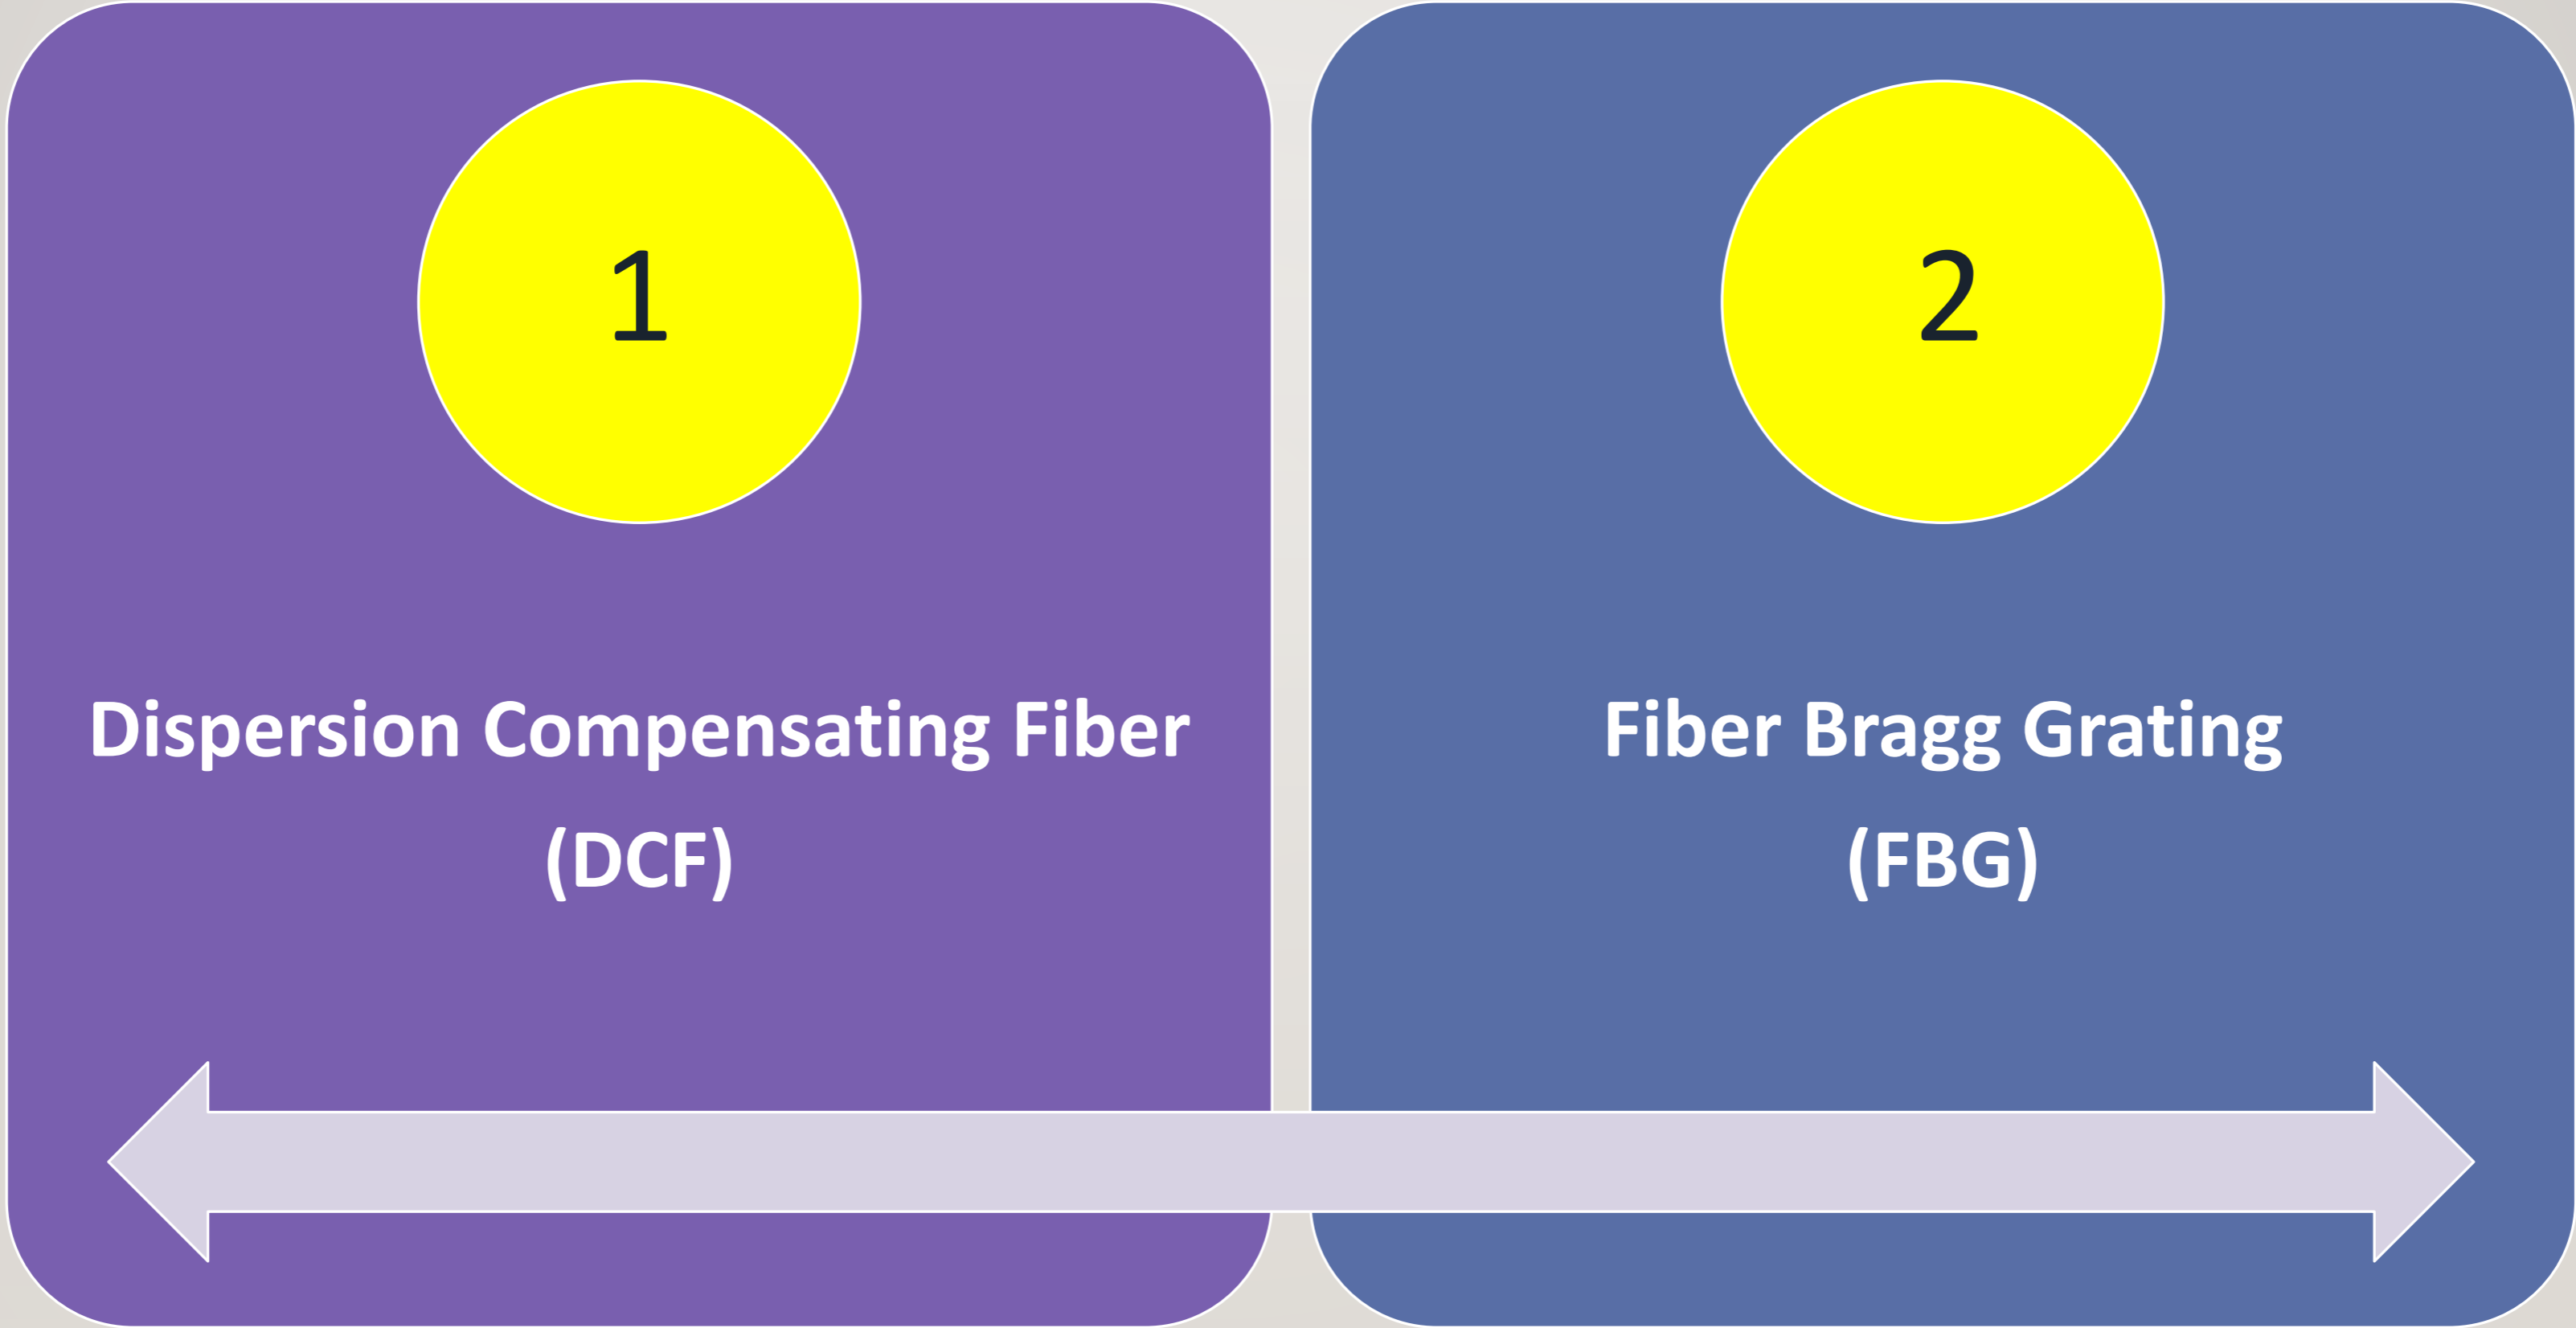 1
Dispersion Compensating Fiber
(DCF)
2
Fiber Bragg Grating
(FBG)